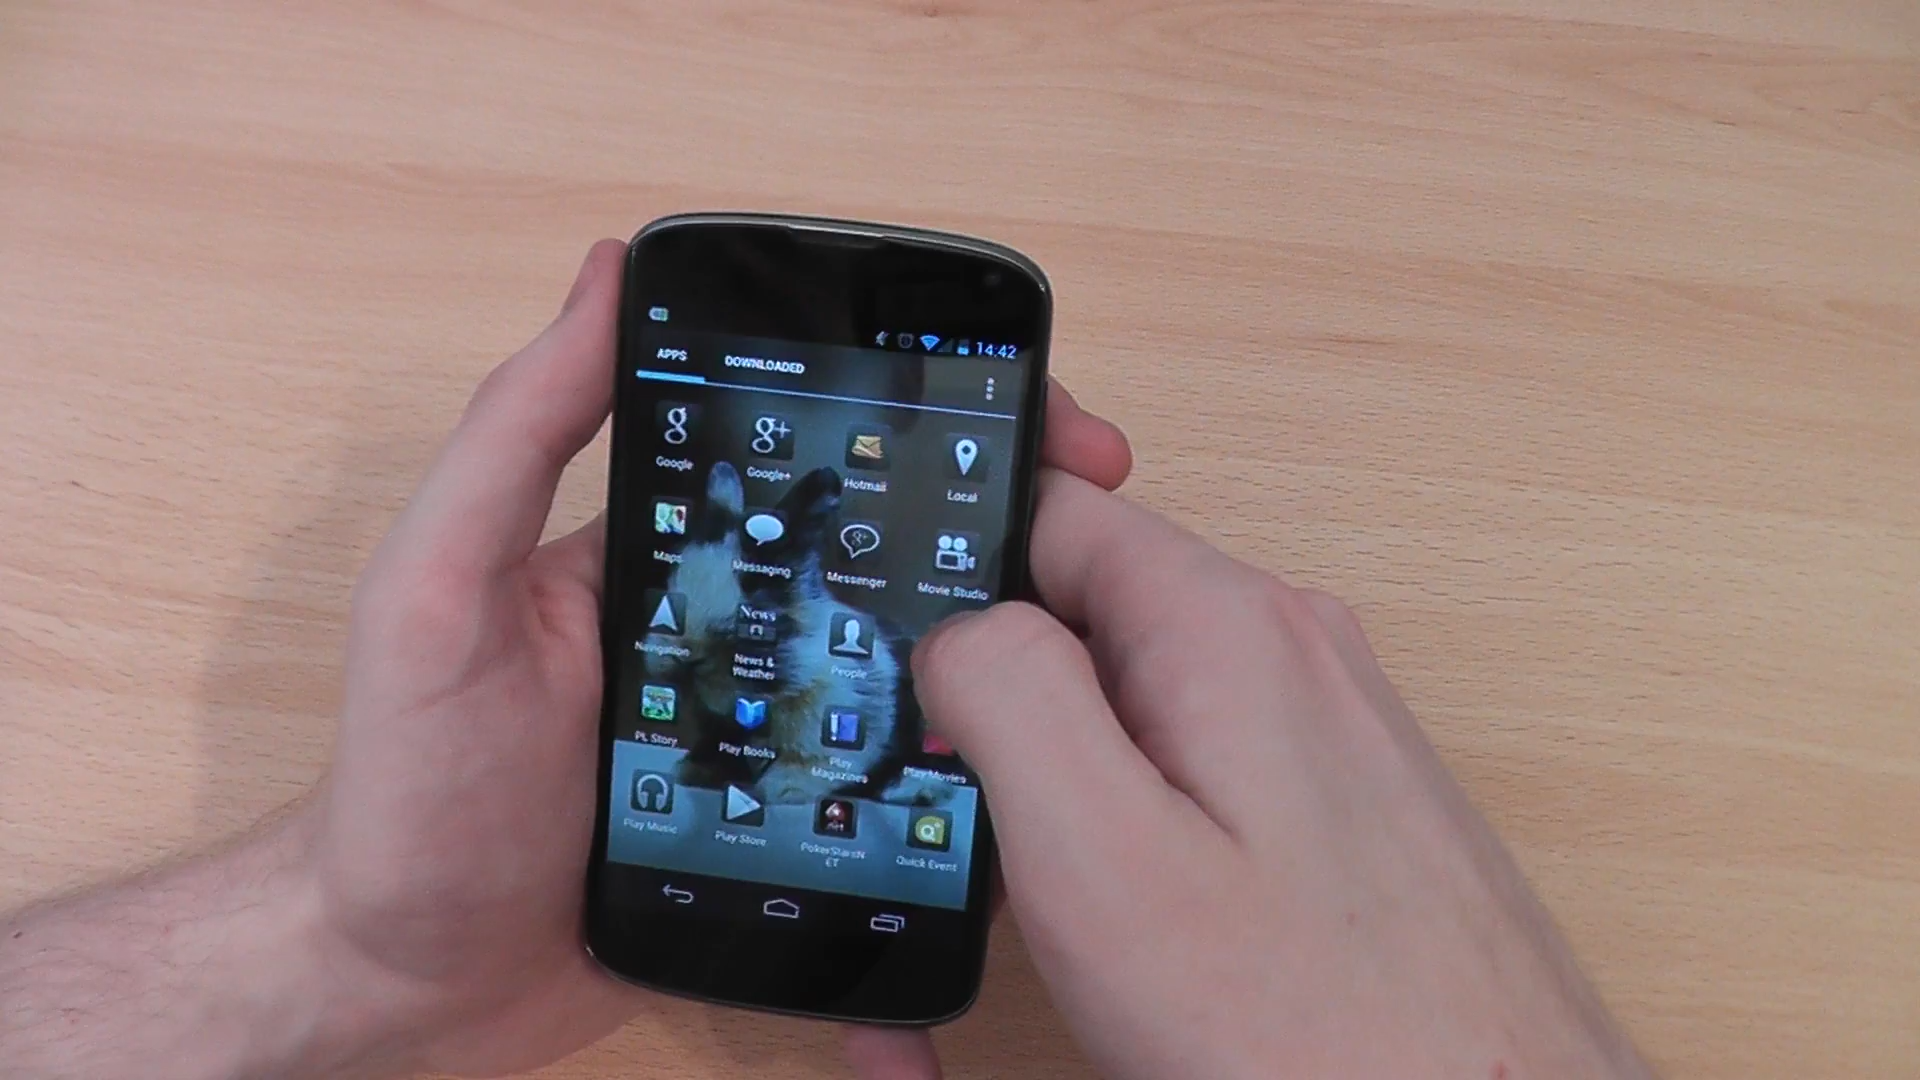 14:42
APPS DOWNLOADED
Google Google+ Hotmail Local
Maps Messaging Messenger Movie Studio
News
Navigation News & People
Weather
PL Story Play Books Play Play Movies
Magazines
.net
Play Music Play Store PokerStarsN Quick Event
ET